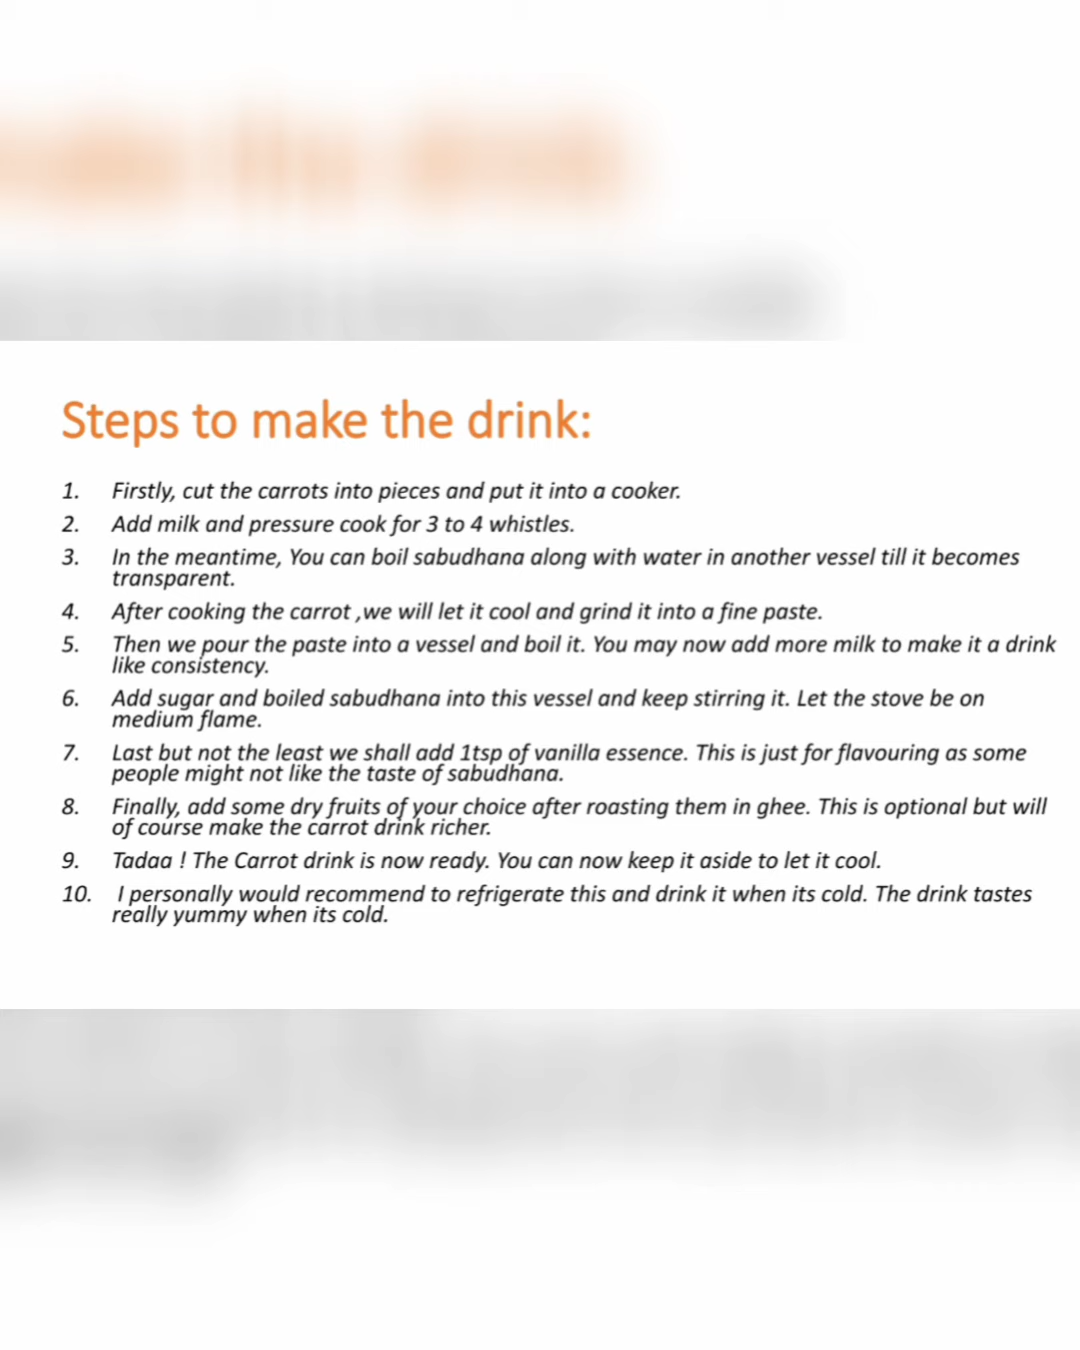 Steps to make the drink:
1. Firstly, cut the carrots into pieces and put it into a cooker.
2. Add milk and pressure cook for 3 to 4 whistles.
3. In the meantime, You can boil sabudhana along with water in another vessel till it becomes
transparent.
4. After cooking the carrot ,we will let it cool and grind it into a fine paste.
5. Then we pour the paste into a vessel and boil it. You may now add more milk to make it a drink
like consistency.
6. Add sugar and boiled sabudhana into this vessel and keep stirring it. Let the stove be on
medium flame.
7. Last but not the least we shall add 1tsp of vanilla essence. This is just for flavouring as some
people might not like the taste of sabudhana.
8. Finally, add some dry fruits of your choice after roasting them in ghee. This is optional but will
of course make the carrot drink richer.
9. Tadaa ! The Carrot drink is now ready. You can now keep it aside to let it cool.
10. I personally would recommend to refrigerate this and drink it when its cold. The drink tastes
really yummy when its cold.